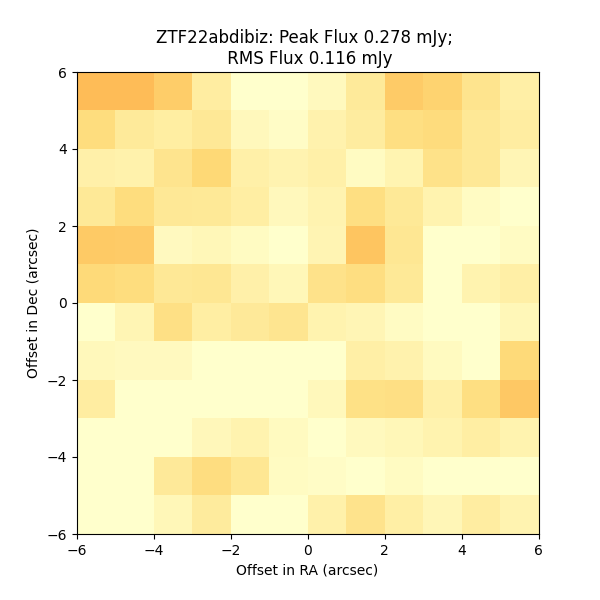 ZTF22abdibiz: Peak Flux 0.278 mJy;
RMS Flux 0.116 mJy
6
4
2
0
−2
−4
−6
Offset in Dec (arcsec)
−6 −4 −2 0 2 4 6
Offset in RA (arcsec)